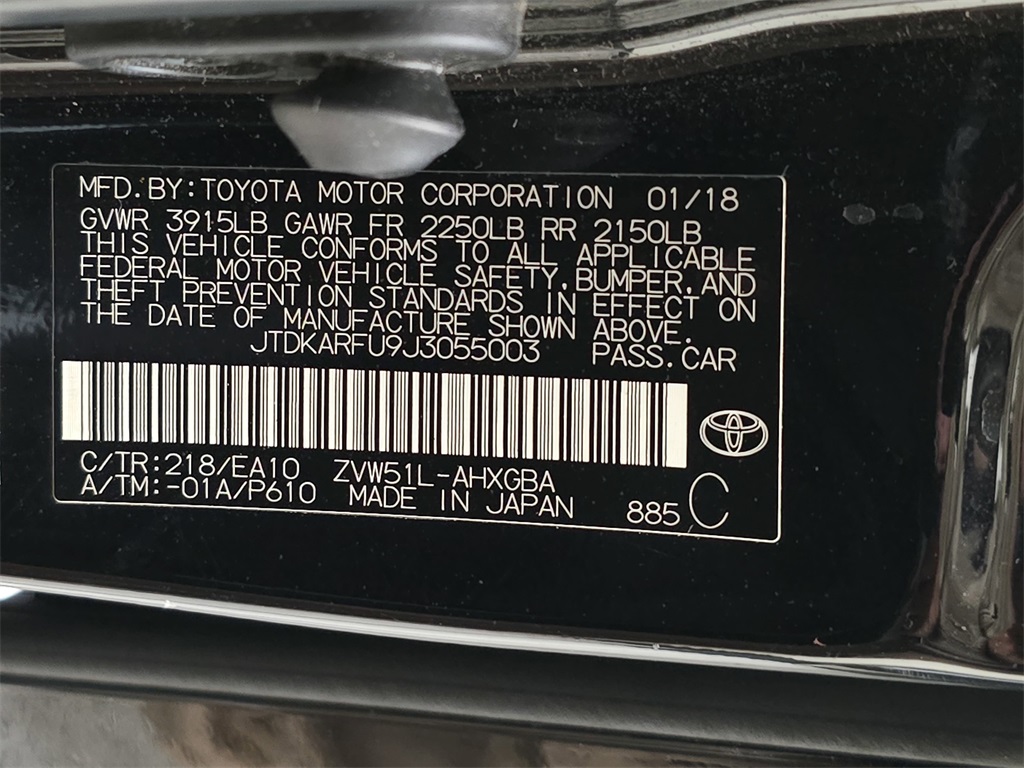 MFD.BY:TOYOTA MOTOR CORPORATION 01/18
GVWR 3915LB GAWR FR 2250LB RR 2150LB
THIS VEHICLE CONFORMS TO ALL APPLICABLE
FEDERAL MOTOR VEHICLE SAFETY,BUMPER,AND
THEFT PREVENTION STANDARDS IN EFFECT ON
THE DATE OF MANUFACTURE SHOWN ABOVE.
JTDKARFU9J3055003 PASS.CAR
C/TR:218/EA10 ZVW51L-AHXGBA
A/TM:-01A/P610 MADE IN JAPAN 885 C